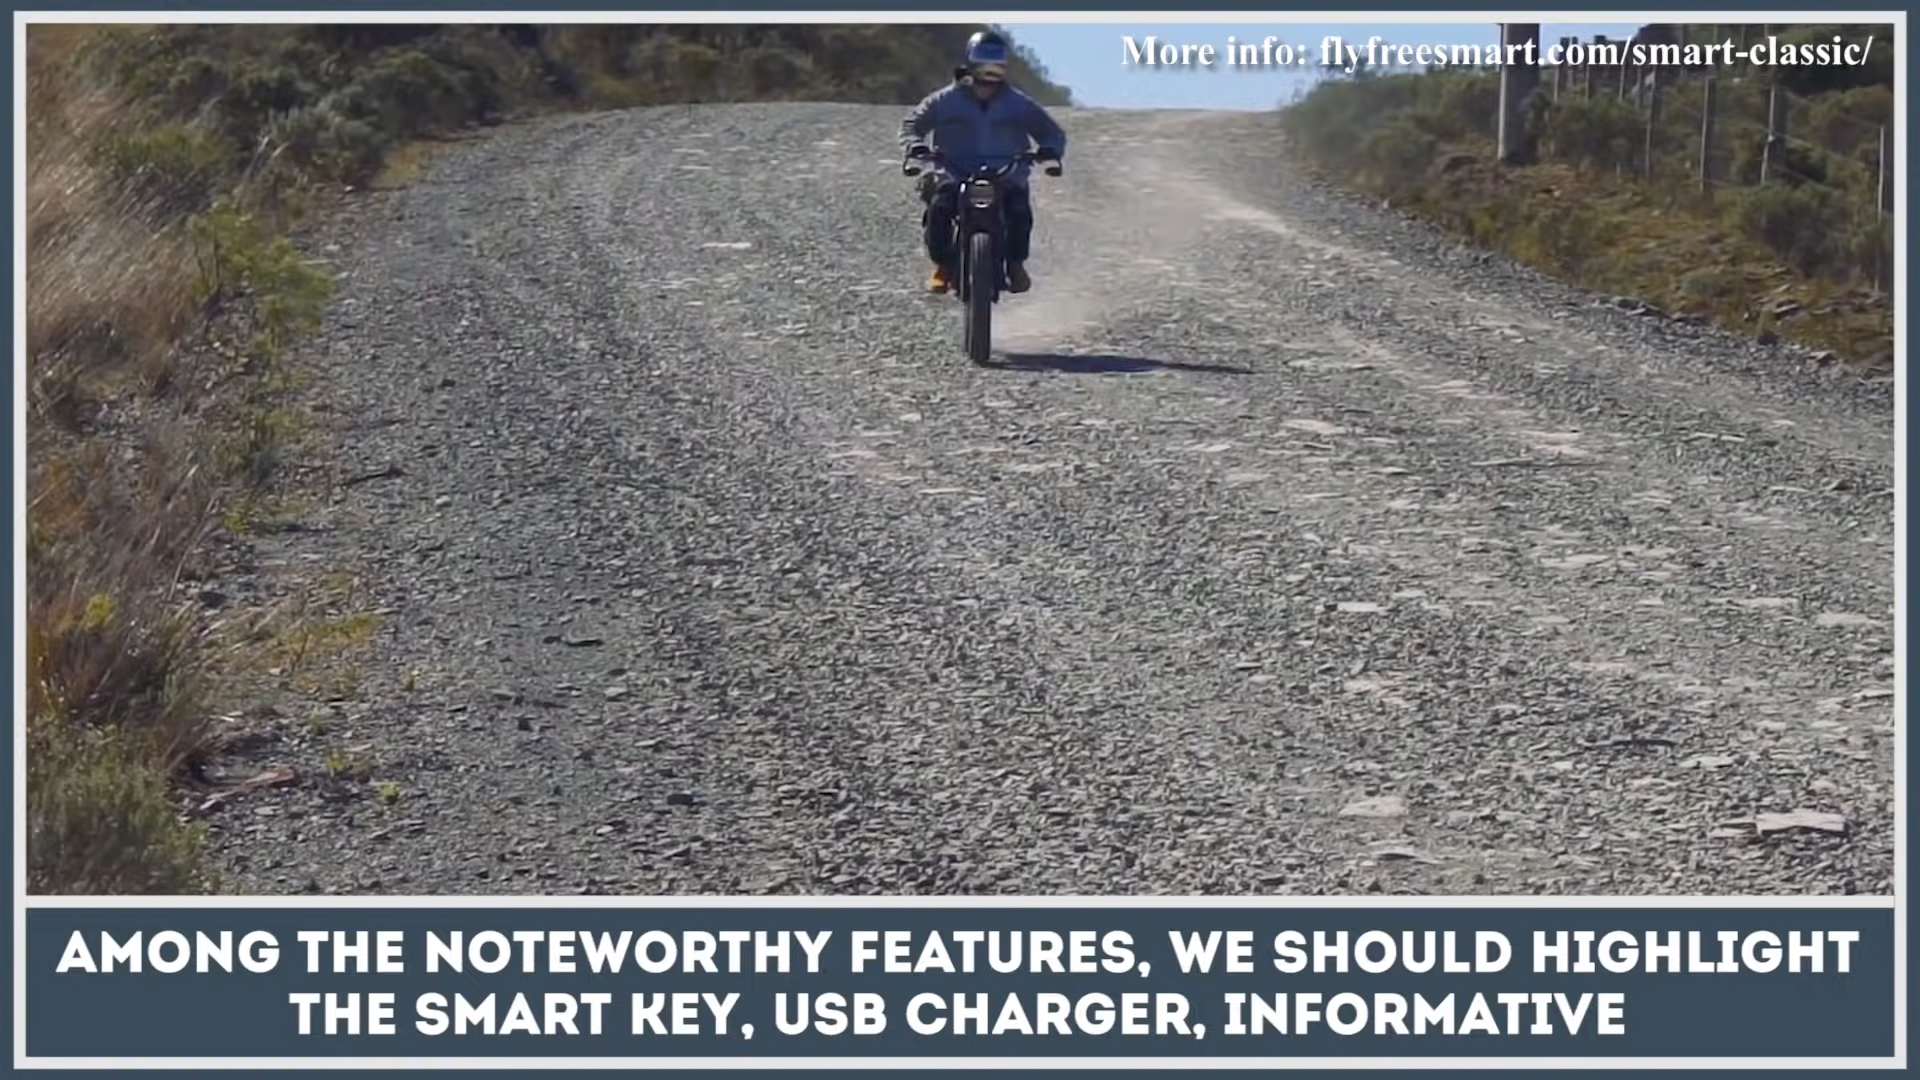 More info: flyfreesmart.com/smart-classic/
AMONG THE NOTEWORTHY FEATURES, WE SHOULD HIGHLIGHT
THE SMART KEY, USB CHARGER, INFORMATIVE